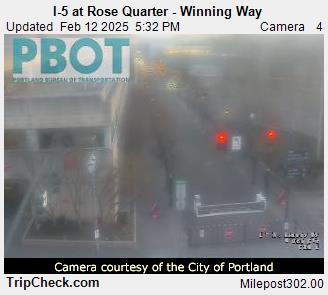 I-5 at Rose Quarter - Winning Way
Updated Feb 12 2025 5:32 PM Camera 4
PBOT
PORTLAND BUREAU OF TRANSPORTATION
Camera courtesy of the City of Portland
TripCheck.com Milepost302.00